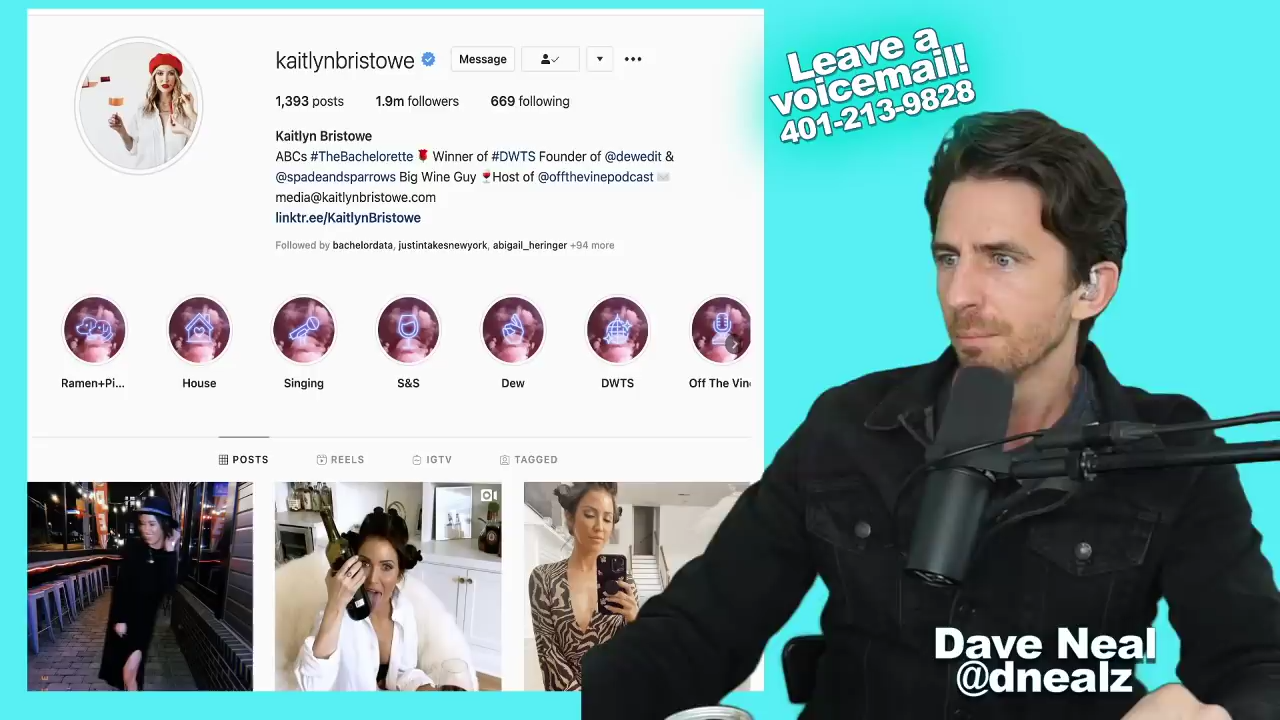 kaitlynbristowe Message
1,393 posts 1.9m followers 669 following
Kaitlyn Bristowe
ABCs #TheBachelorette 🌹 Winner of #DWTS Founder of @dewedit &
@spadeandsparrows Big Wine Guy 🍷Host of @offthevinepodcast ✉️
media@kaitlynbristowe.com
linktr.ee/KaitlynBristowe
Followed by bachelordata, justintakesnewyork, abigail_heringer +94 more
Ramen+Pi... House Singing S&S Dew DWTS Off The Vine
POSTS REELS IGTV TAGGED
Leave a
voicemail!
401-213-9828
Dave Neal
@dnealz